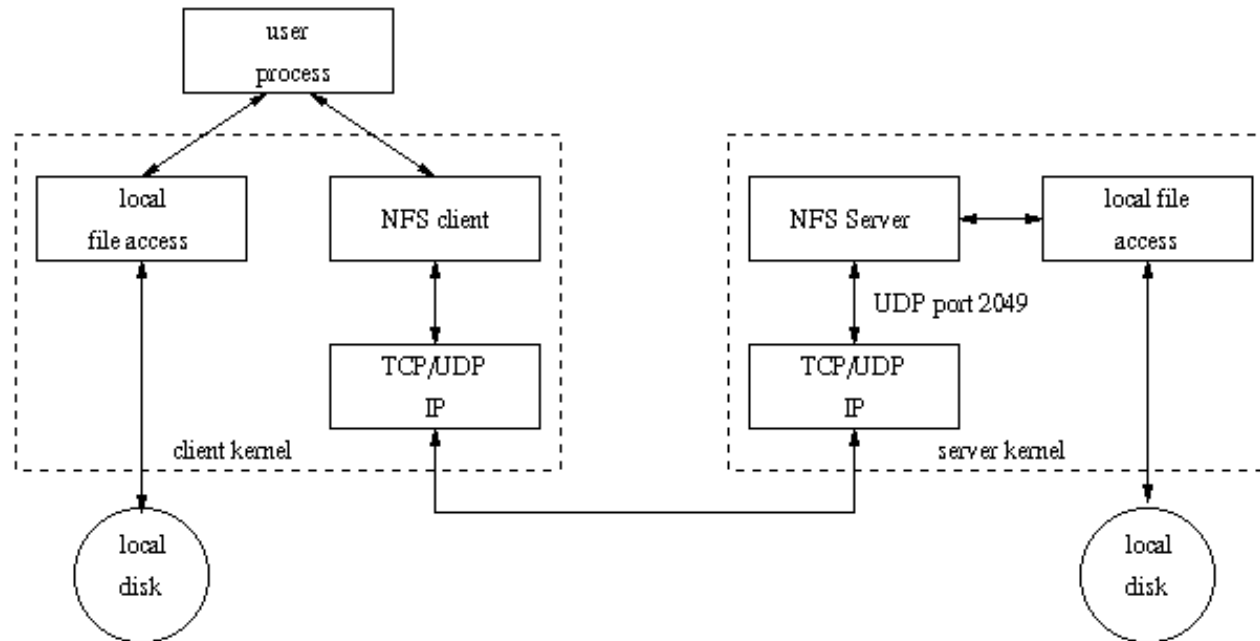 user
process
local
file access
NFS client
NFS Server
local file
access
UDP port 2049
TCP/UDP
IP
TCP/UDP
IP
client kernel
server kernel
local
disk
local
disk